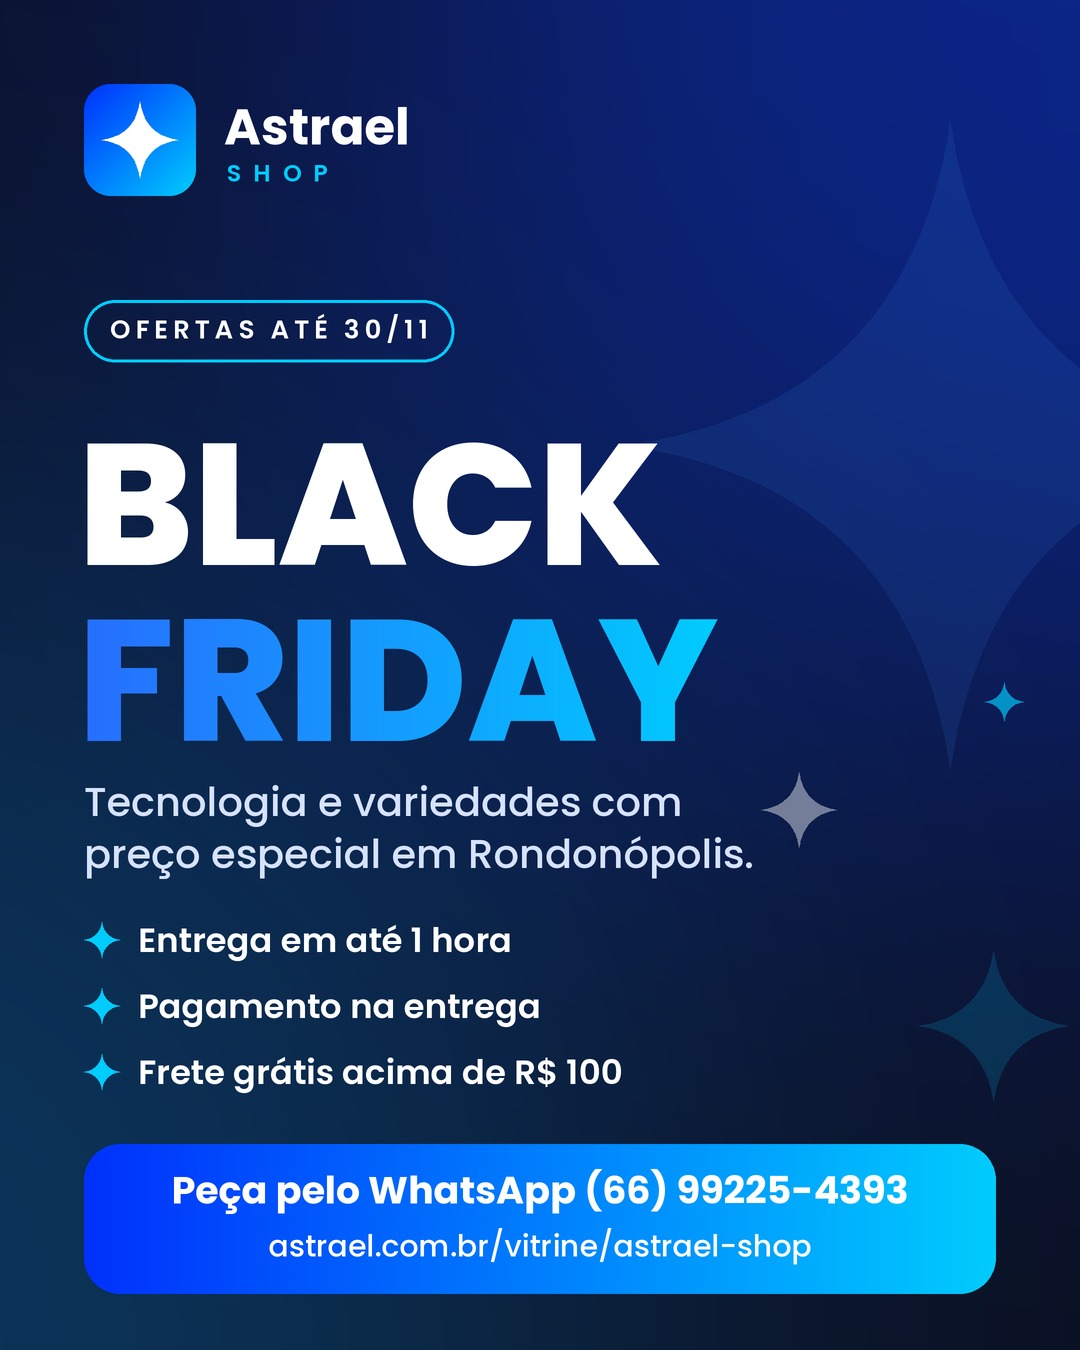 Astrael
SHOP
OFERTAS ATÉ 30/11
BLACK
FRIDAY
Tecnologia e variedades com
preço especial em Rondonópolis.
Entrega em até 1 hora
Pagamento na entrega
Frete grátis acima de R$ 100
Peça pelo WhatsApp (66) 99225-4393
astrael.com.br/vitrine/astrael-shop